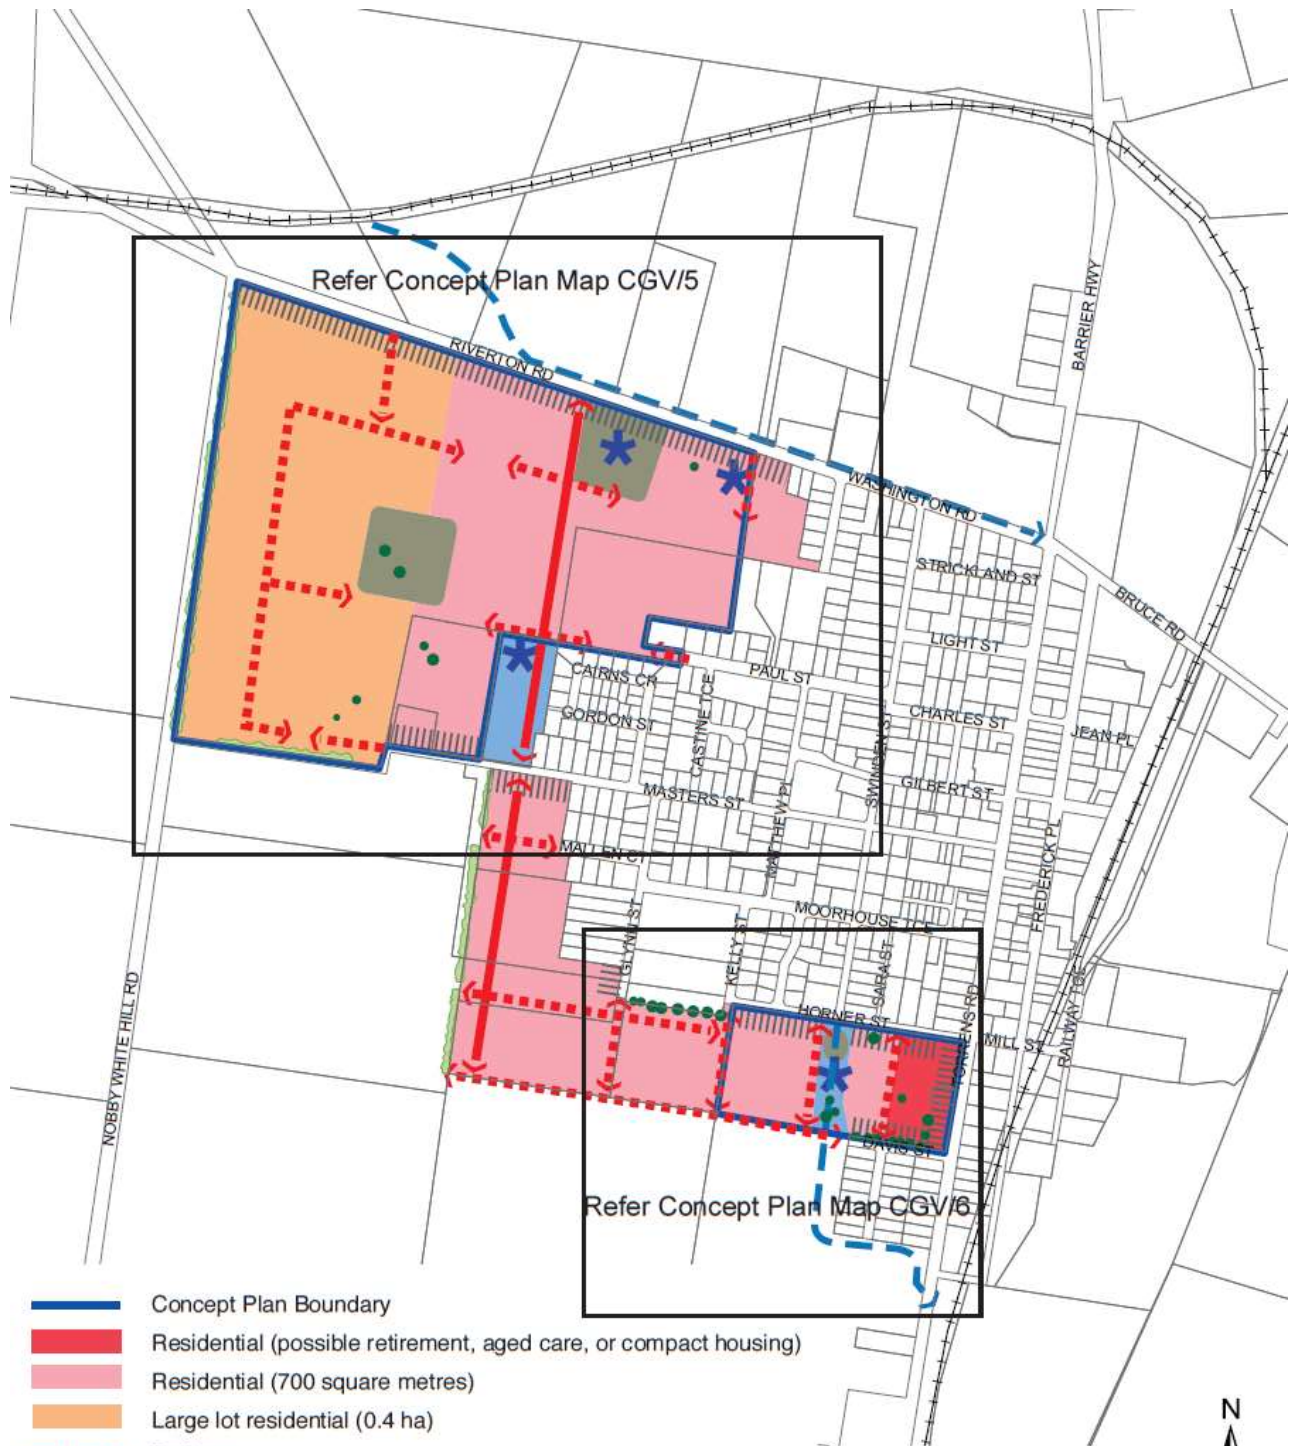 Refer Concept Plan Map CGV/5
BARRIER HWY
RIVERTON RD
WASHINGTON RD
STRICKLAND ST
BRUCE RD
LIGHT ST
PAUL ST
CAIRNS CR
CASTINE TCE
GORDON ST
CHARLES ST
JEAN PL
SWINDEN ST
GILBERT ST
MASTERS ST
MATTHEW PL
MALLEN CT
FREDERICK PL
MOORHOUSE TCE
GLYNN ST
KELLY ST
SARA ST
NOBBY WHITE HILL RD
HORNER ST
TORRENS RD
MILL ST
RAILWAY TCE
DAVIS ST
Refer Concept Plan Map CGV/6
Concept Plan Boundary
Residential (possible retirement, aged care, or compact housing)
Residential (700 square metres)
Large lot residential (0.4 ha)
N